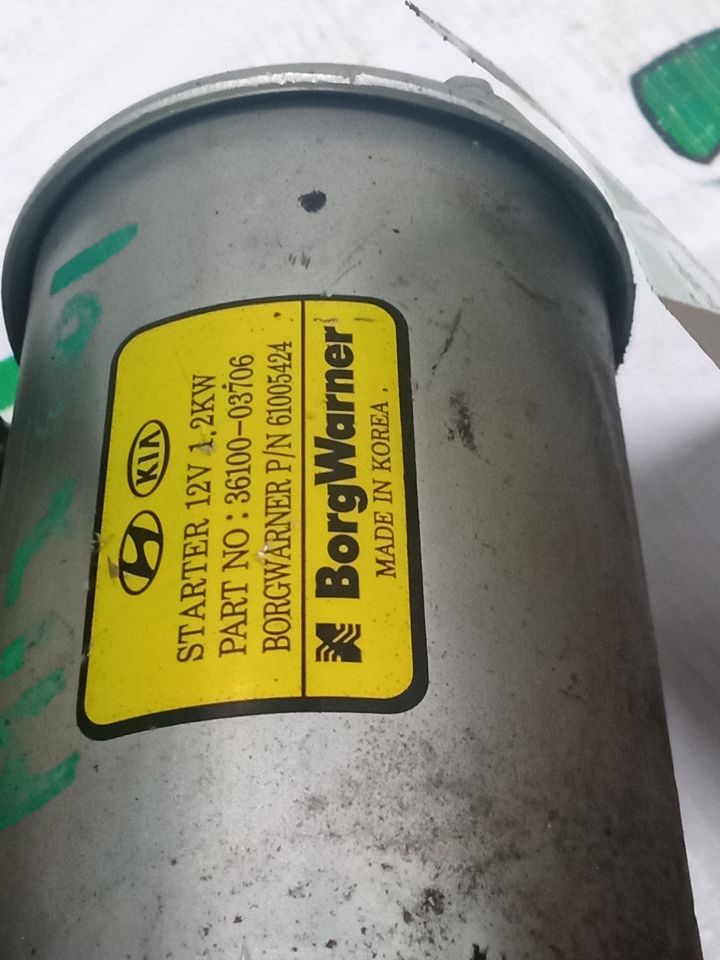 KIA
STARTER 12V 1.2KW
PART NO : 36100-03706
BORGWARNER P/N 61005424
BorgWarner
MADE IN KOREA